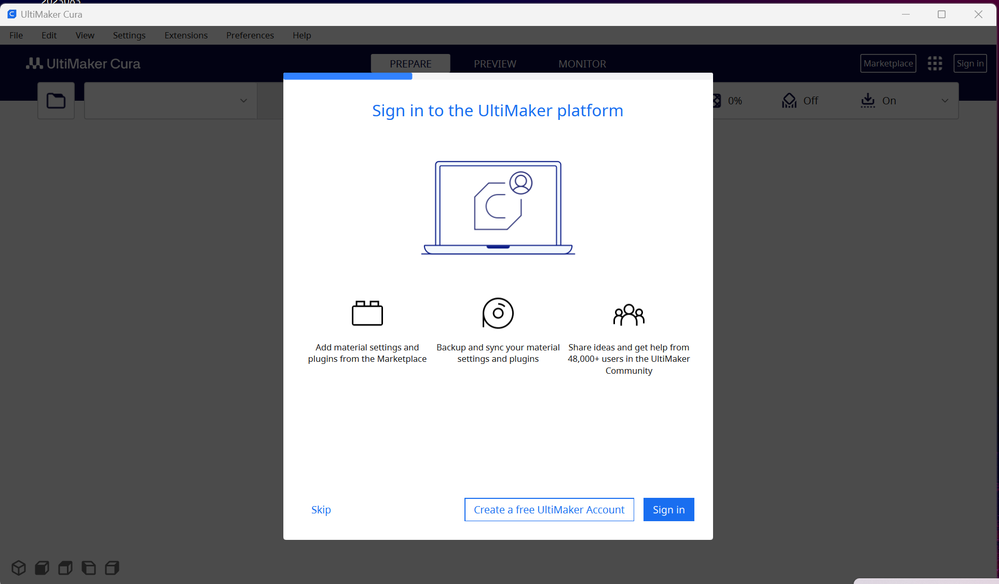 UltiMaker Cura
File Edit View Settings Extensions Preferences Help
UltiMaker Cura PREPARE PREVIEW MONITOR Marketplace Sign in
0% Off On
Sign in to the UltiMaker platform
Add material settings and
plugins from the Marketplace
Backup and sync your material
settings and plugins
Share ideas and get help from
48,000+ users in the UltiMaker
Community
Skip Create a free UltiMaker Account Sign in